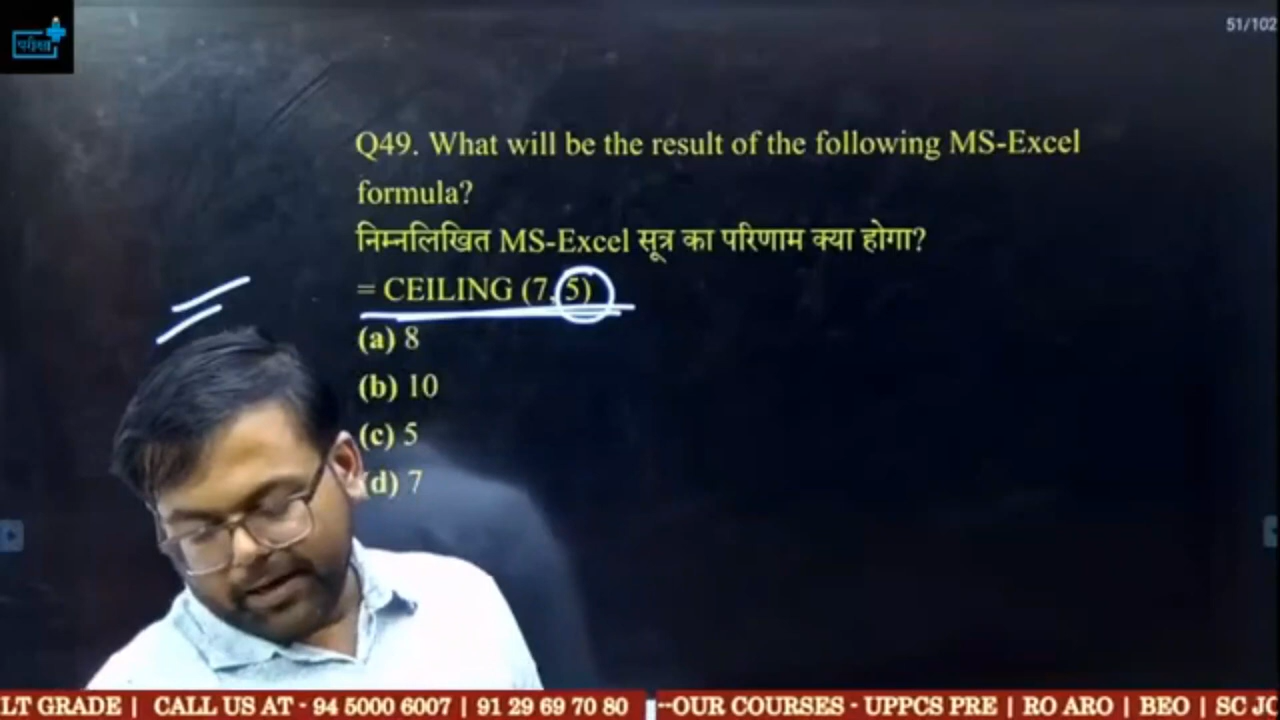 परीक्षा
51/102
Q49. What will be the result of the following MS-Excel
formula?
निम्नलिखित MS-Excel सूत्र का परिणाम क्या होगा?
= CEILING (7, 5)
(a) 8
(b) 10
(c) 5
(d) 7
LT GRADE | CALL US AT - 94 5000 6007 | 91 29 69 70 80 --OUR COURSES - UPPCS PRE | RO ARO | BEO | SC JC